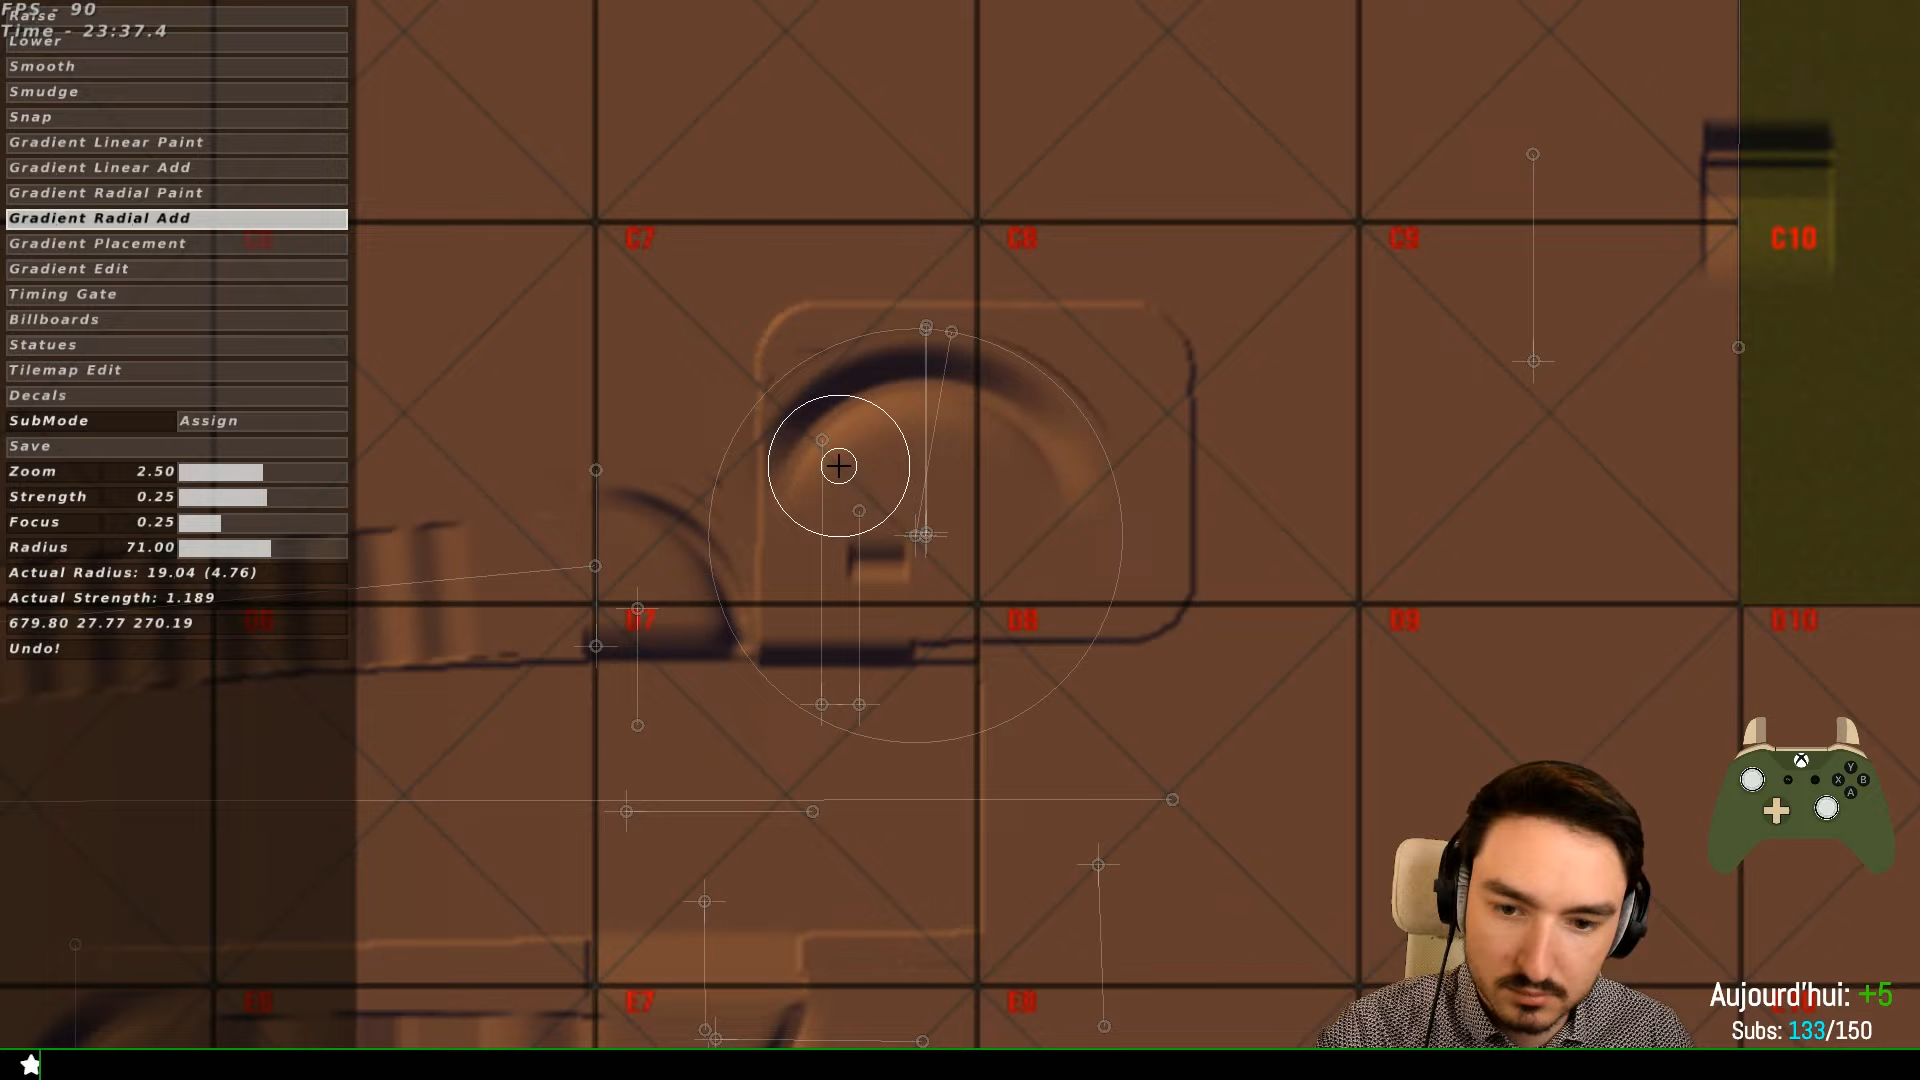 FPS - 90
Raise
Time - 23:37.4
Lower
Smooth
Smudge
Snap
Gradient Linear Paint
Gradient Linear Add
Gradient Radial Paint
Gradient Radial Add
Gradient Placement
Gradient Edit
Timing Gate
Billboards
Statues
Tilemap Edit
Decals
SubMode Assign
Save
Zoom 2.50
Strength 0.25
Focus 0.25
Radius 71.00
Actual Radius: 19.04 (4.76)
Actual Strength: 1.189
679.80 27.77 270.19
Undo!
C7 C8 C9 C10
D7 D8 D9 D10
E6 E7 E8
Y
X B
A
Aujourd'hui: +5
Subs: 133/150